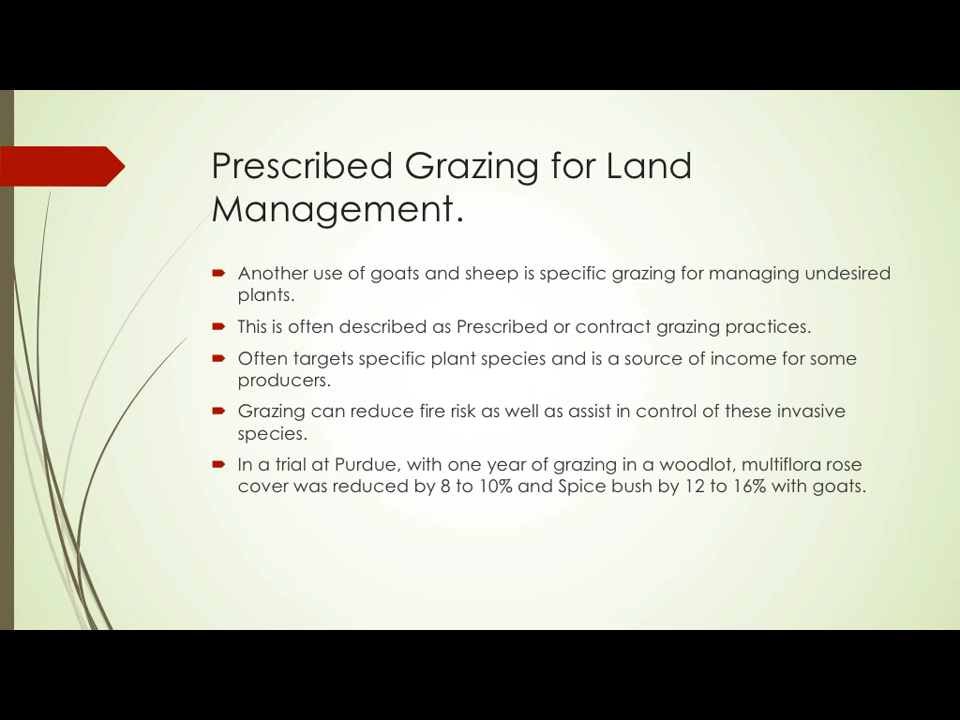 Prescribed Grazing for Land
Management.
Another use of goats and sheep is specific grazing for managing undesired
plants.
This is often described as Prescribed or contract grazing practices.
Often targets specific plant species and is a source of income for some
producers.
Grazing can reduce fire risk as well as assist in control of these invasive
species.
In a trial at Purdue, with one year of grazing in a woodlot, multiflora rose
cover was reduced by 8 to 10% and Spice bush by 12 to 16% with goats.